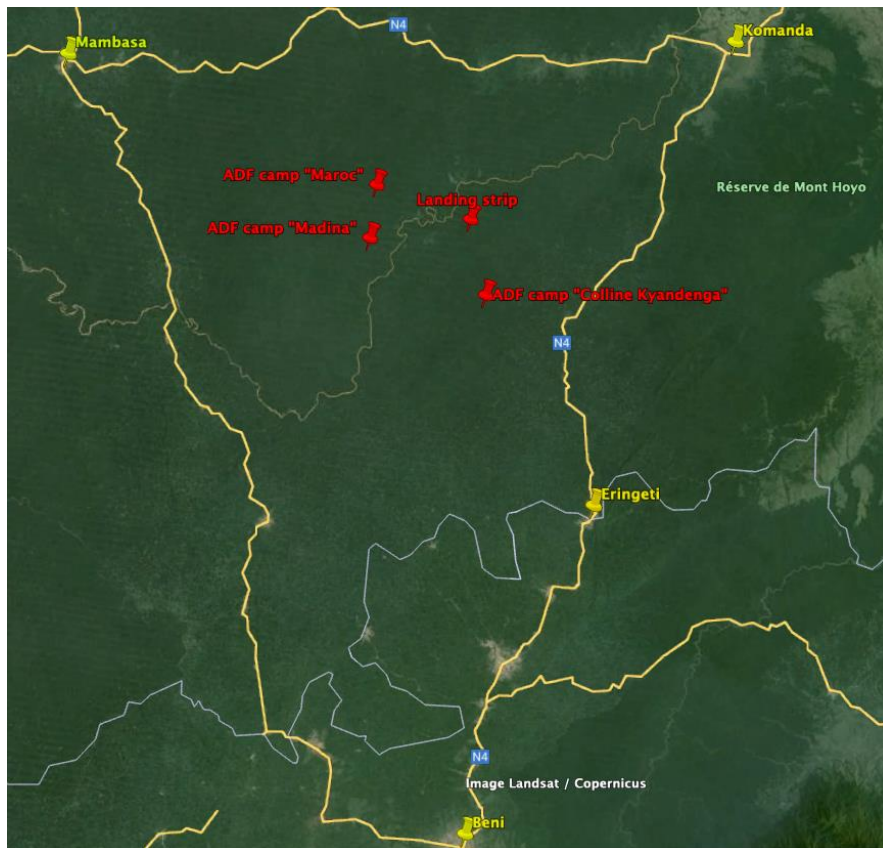 N4
Mambasa
Komanda
ADF camp "Maroc"
Réserve de Mont Hoyo
Landing strip
ADF camp "Madina"
ADF camp "Colline Kyandenga"
N4
Eringeti
N4
Image Landsat / Copernicus
Beni